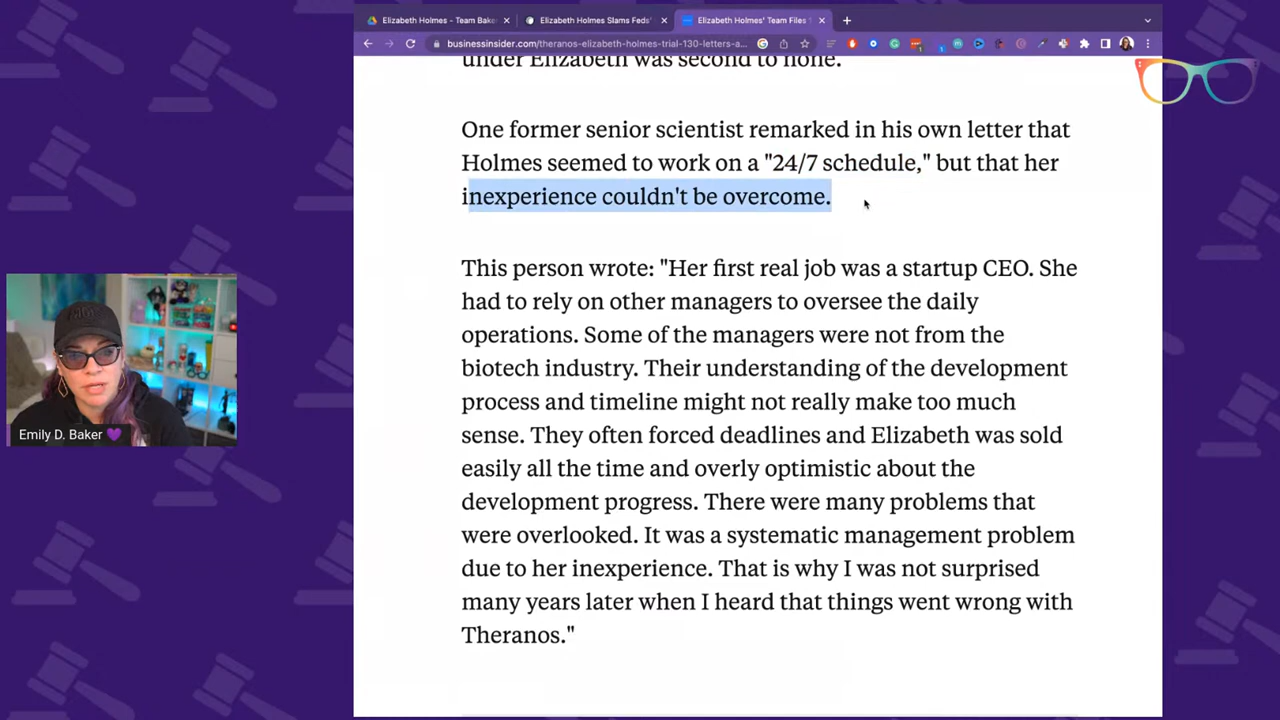 Elizabeth Holmes - Team Bake
Elizabeth Holmes Slams Feds'
Elizabeth Holmes' Team Files
businessinsider.com/theranos-elizabeth-holmes-trial-130-letters-a...
under Elizabeth was second to none.
One former senior scientist remarked in his own letter that
Holmes seemed to work on a "24/7 schedule," but that her
inexperience couldn't be overcome.
This person wrote: "Her first real job was a startup CEO. She
had to rely on other managers to oversee the daily
operations. Some of the managers were not from the
biotech industry. Their understanding of the development
process and timeline might not really make too much
sense. They often forced deadlines and Elizabeth was sold
easily all the time and overly optimistic about the
development progress. There were many problems that
were overlooked. It was a systematic management problem
due to her inexperience. That is why I was not surprised
many years later when I heard that things went wrong with
Theranos."
Emily D. Baker 💜